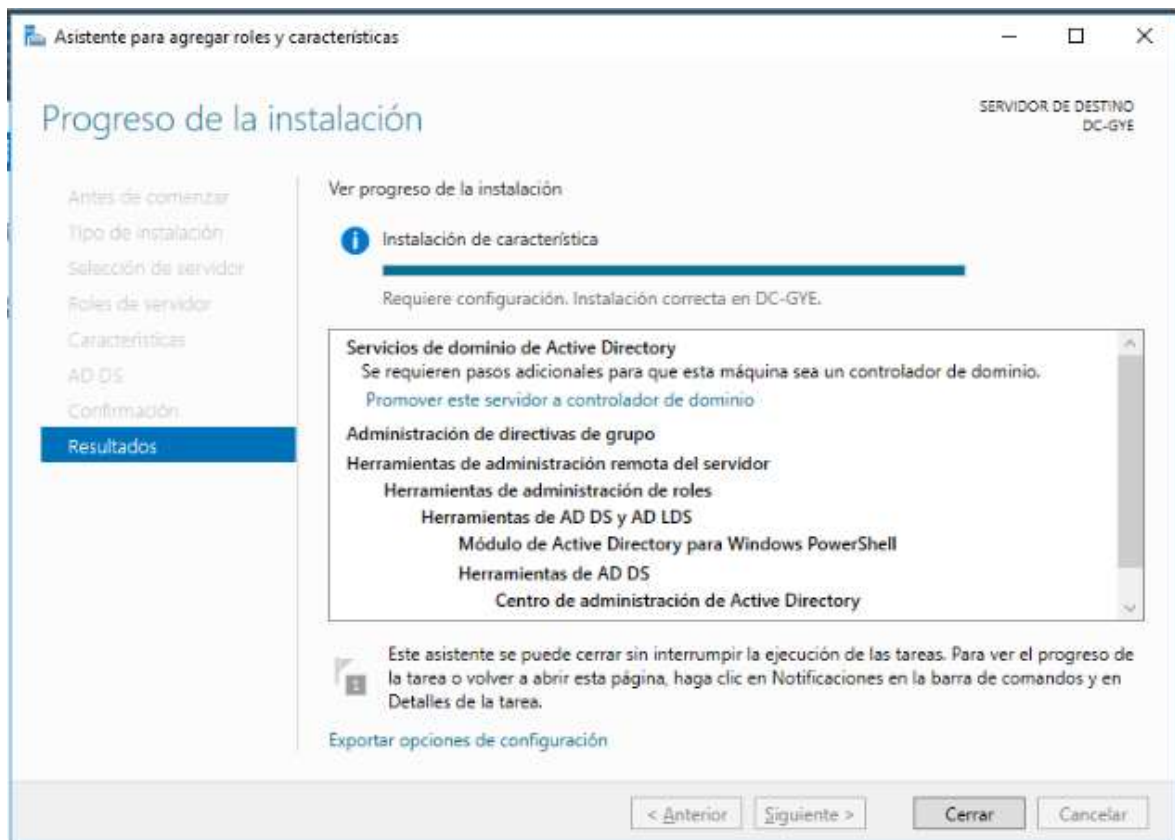 Asistente para agregar roles y características
Progreso de la instalación
SERVIDOR DE DESTINO
DC-GYE
Antes de comenzar
Tipo de instalación
Selección de servidor
Roles de servidor
Características
AD DS
Confirmación
Resultados
Ver progreso de la instalación
Instalación de característica
Requiere configuración. Instalación correcta en DC-GYE.
Servicios de dominio de Active Directory
Se requieren pasos adicionales para que esta máquina sea un controlador de dominio.
Promover este servidor a controlador de dominio
Administración de directivas de grupo
Herramientas de administración remota del servidor
Herramientas de administración de roles
Herramientas de AD DS y AD LDS
Módulo de Active Directory para Windows PowerShell
Herramientas de AD DS
Centro de administración de Active Directory
Este asistente se puede cerrar sin interrumpir la ejecución de las tareas. Para ver el progreso de
la tarea o volver a abrir esta página, haga clic en Notificaciones en la barra de comandos y en
Detalles de la tarea.
Exportar opciones de configuración
< Anterior
Siguiente >
Cerrar
Cancelar